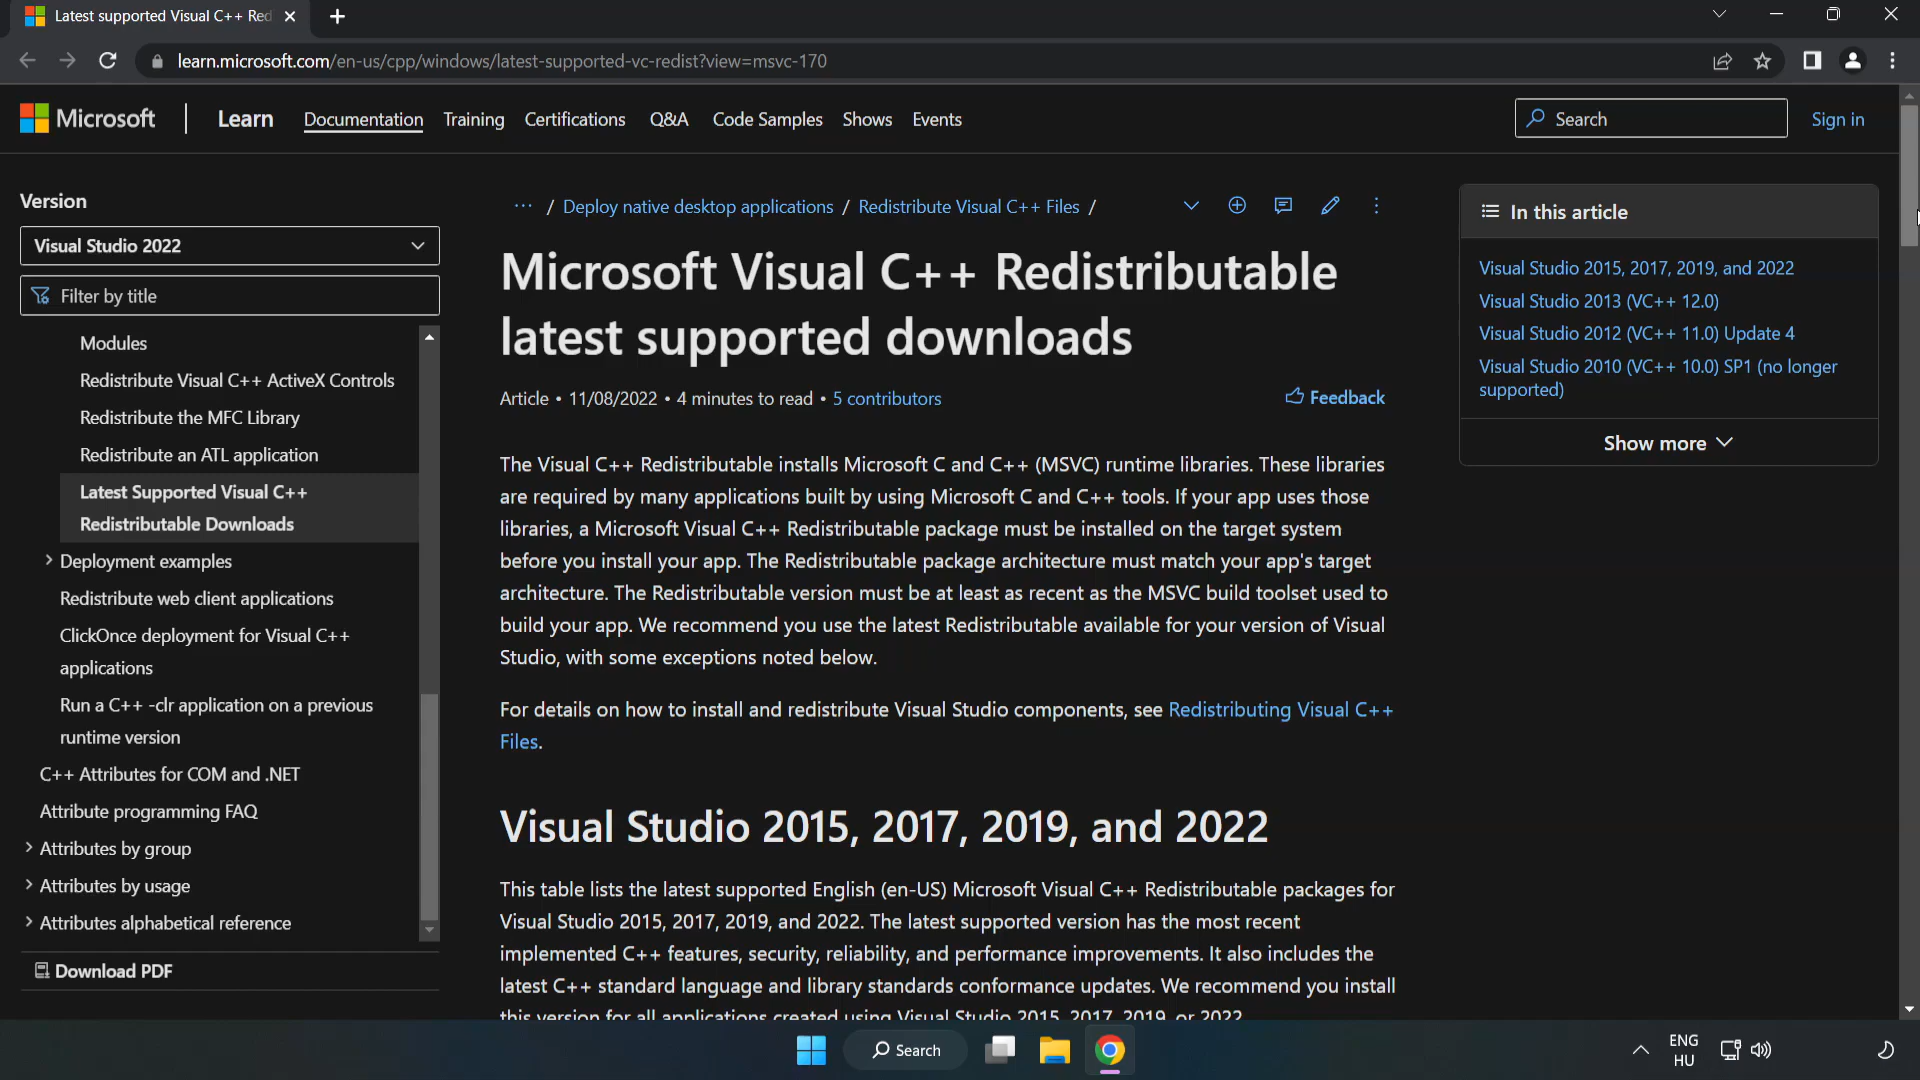 Latest supported Visual C++ Red
learn.microsoft.com/en-us/cpp/windows/latest-supported-vc-redist?view=msvc-170
Microsoft
Learn
Documentation
Training
Certifications
Q&A
Code Samples
Shows
Events
Search
Sign in
Version
Visual Studio 2022
Filter by title
Modules
Redistribute Visual C++ ActiveX Controls
Redistribute the MFC Library
Redistribute an ATL application
Latest Supported Visual C++
Redistributable Downloads
Deployment examples
Redistribute web client applications
ClickOnce deployment for Visual C++
applications
Run a C++ -clr application on a previous
runtime version
C++ Attributes for COM and .NET
Attribute programming FAQ
Attributes by group
Attributes by usage
Attributes alphabetical reference
Download PDF
··· / Deploy native desktop applications / Redistribute Visual C++ Files /
Microsoft Visual C++ Redistributable
latest supported downloads
Article • 11/08/2022 • 4 minutes to read • 5 contributors
Feedback
The Visual C++ Redistributable installs Microsoft C and C++ (MSVC) runtime libraries. These libraries
are required by many applications built by using Microsoft C and C++ tools. If your app uses those
libraries, a Microsoft Visual C++ Redistributable package must be installed on the target system
before you install your app. The Redistributable package architecture must match your app's target
architecture. The Redistributable version must be at least as recent as the MSVC build toolset used to
build your app. We recommend you use the latest Redistributable available for your version of Visual
Studio, with some exceptions noted below.
For details on how to install and redistribute Visual Studio components, see Redistributing Visual C++
Files.
Visual Studio 2015, 2017, 2019, and 2022
This table lists the latest supported English (en-US) Microsoft Visual C++ Redistributable packages for
Visual Studio 2015, 2017, 2019, and 2022. The latest supported version has the most recent
implemented C++ features, security, reliability, and performance improvements. It also includes the
latest C++ standard language and library standards conformance updates. We recommend you install
this version for all applications created using Visual Studio 2015, 2017, 2019, or 2022.
In this article
Visual Studio 2015, 2017, 2019, and 2022
Visual Studio 2013 (VC++ 12.0)
Visual Studio 2012 (VC++ 11.0) Update 4
Visual Studio 2010 (VC++ 10.0) SP1 (no longer
supported)
Show more
Search
ENG
HU